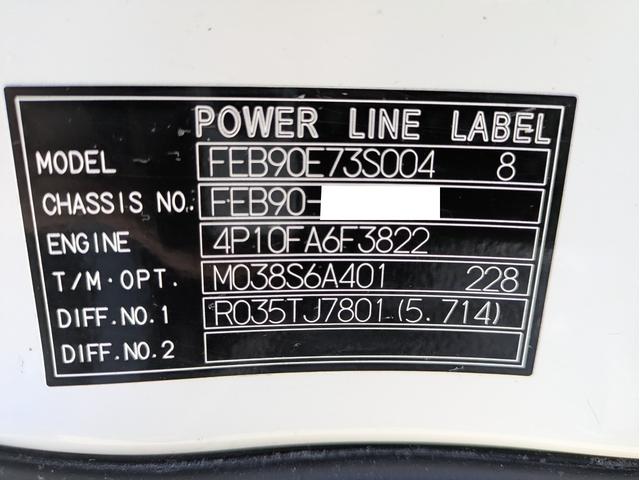 POWER LINE LABEL
MODEL FEB90E73S004 8
CHASSIS NO. FEB90-
ENGINE 4P10FA6F3822
T/M·OPT. M038S6A401 228
DIFF.NO.1 R035TJ7801(5.714)
DIFF.NO.2